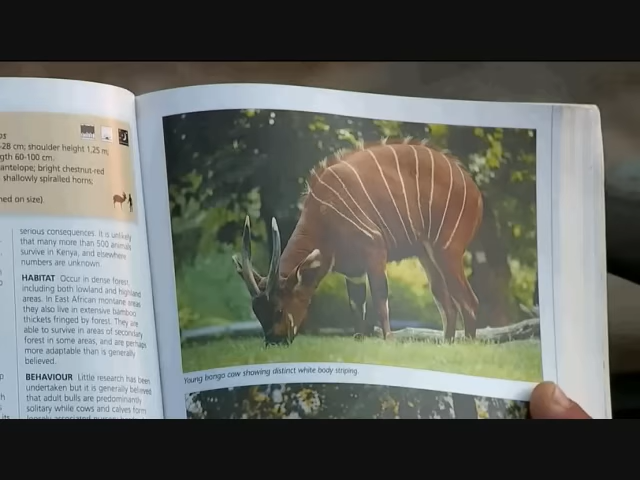 -28 cm; shoulder height 1,25 m;
gth 60-100 cm.
antelope; bright chestnut-red
shallowly spiralled horns;
ed on size)
serious consequences. It is unlikely
that many more than 500 animals
survive in Kenya, and elsewhere
numbers are unknown.
HABITAT Occur in dense forest,
including both lowland and highland
areas. In East African montane areas
they also live in extensive bamboo
thickets fringed by forest. They are
able to survive in areas of secondary
forest in some areas, and are perhaps
more adaptable than is generally
believed.
BEHAVIOUR Little research has been
undertaken but it is generally believed
that adult bulls are predominantly
solitary while cows and calves form
Young bongo cow showing distinct white body striping.